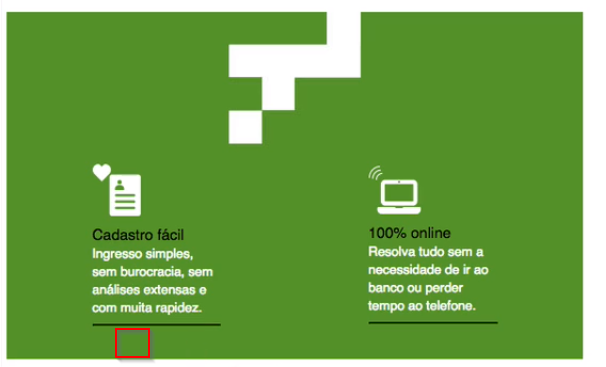 Cadastro fácil
Ingresso simples,
sem burocracia, sem
análises extensas e
com muita rapidez.
100% online
Resolva tudo sem a
necessidade de ir ao
banco ou perder
tempo ao telefone.